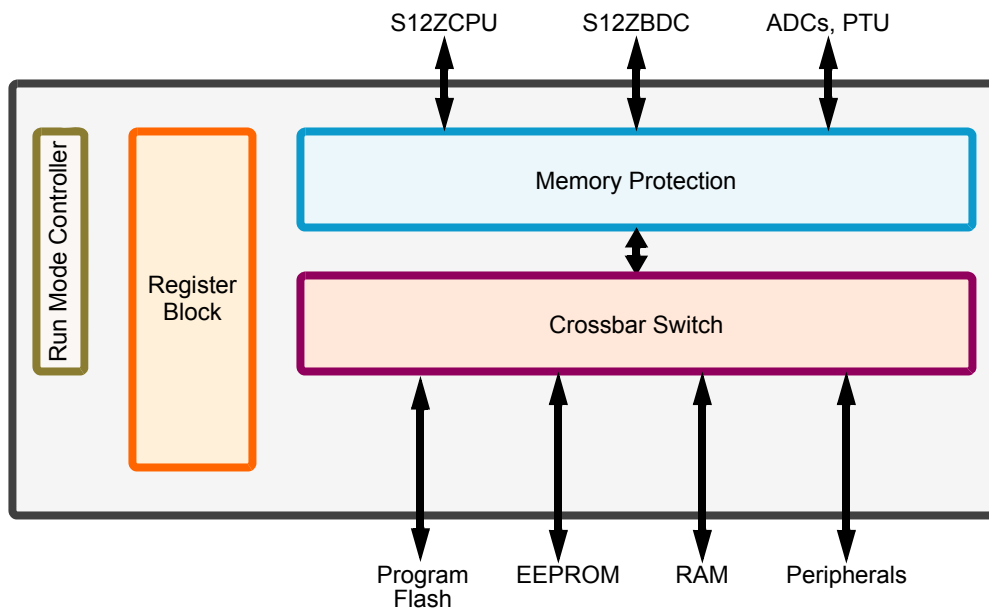 S12ZCPU
S12ZBDC
ADCs, PTU
Run Mode Controller
Register
Block
Memory Protection
Crossbar Switch
Program
Flash
EEPROM
RAM
Peripherals